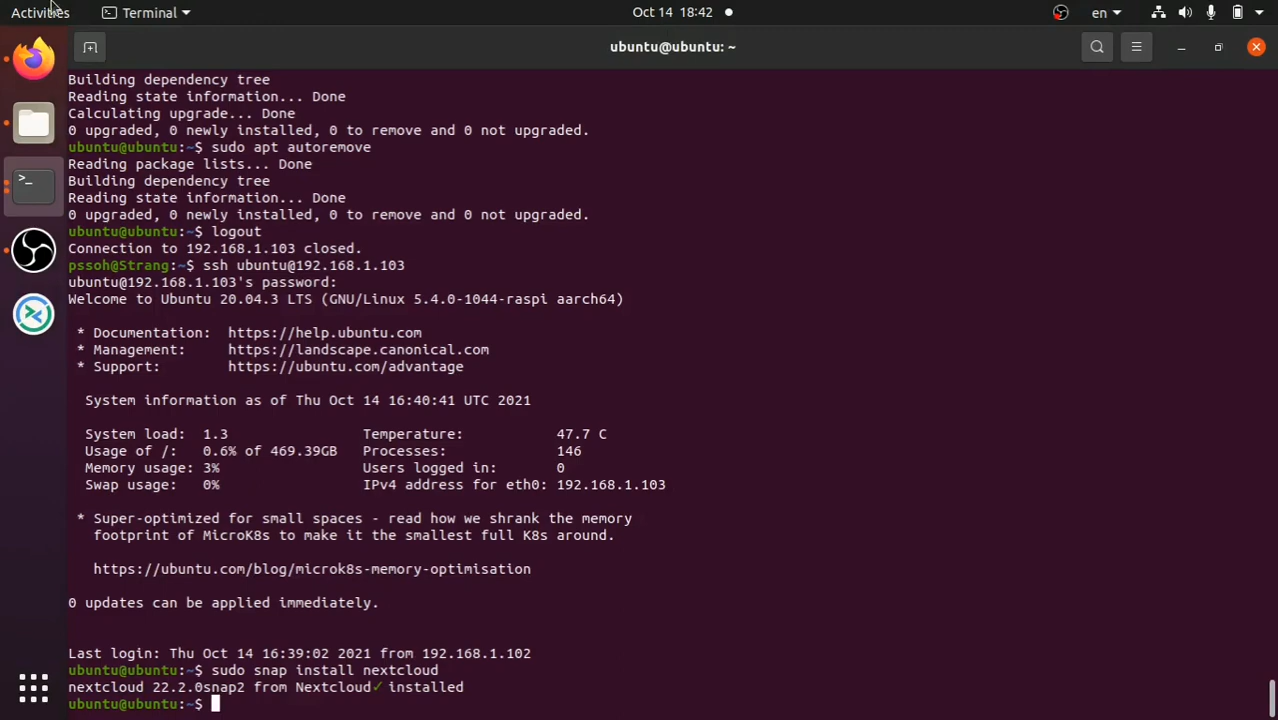 Activities Terminal Oct 14 18:42 en
ubuntu@ubuntu: ~
Building dependency tree
Reading state information... Done
Calculating upgrade... Done
0 upgraded, 0 newly installed, 0 to remove and 0 not upgraded.
ubuntu@ubuntu:~$ sudo apt autoremove
Reading package lists... Done
Building dependency tree
Reading state information... Done
0 upgraded, 0 newly installed, 0 to remove and 0 not upgraded.
ubuntu@ubuntu:~$ logout
Connection to 192.168.1.103 closed.
pssoh@Strang:~$ ssh ubuntu@192.168.1.103
ubuntu@192.168.1.103's password:
Welcome to Ubuntu 20.04.3 LTS (GNU/Linux 5.4.0-1044-raspi aarch64)
* Documentation: https://help.ubuntu.com
* Management: https://landscape.canonical.com
* Support: https://ubuntu.com/advantage
System information as of Thu Oct 14 16:40:41 UTC 2021
System load: 1.3 Temperature: 47.7 C
Usage of /: 0.6% of 469.39GB Processes: 146
Memory usage: 3% Users logged in: 0
Swap usage: 0% IPv4 address for eth0: 192.168.1.103
* Super-optimized for small spaces - read how we shrank the memory
footprint of MicroK8s to make it the smallest full K8s around.
https://ubuntu.com/blog/microk8s-memory-optimisation
0 updates can be applied immediately.
Last login: Thu Oct 14 16:39:02 2021 from 192.168.1.102
ubuntu@ubuntu:~$ sudo snap install nextcloud
nextcloud 22.2.0snap2 from Nextcloud✓ installed
ubuntu@ubuntu:~$